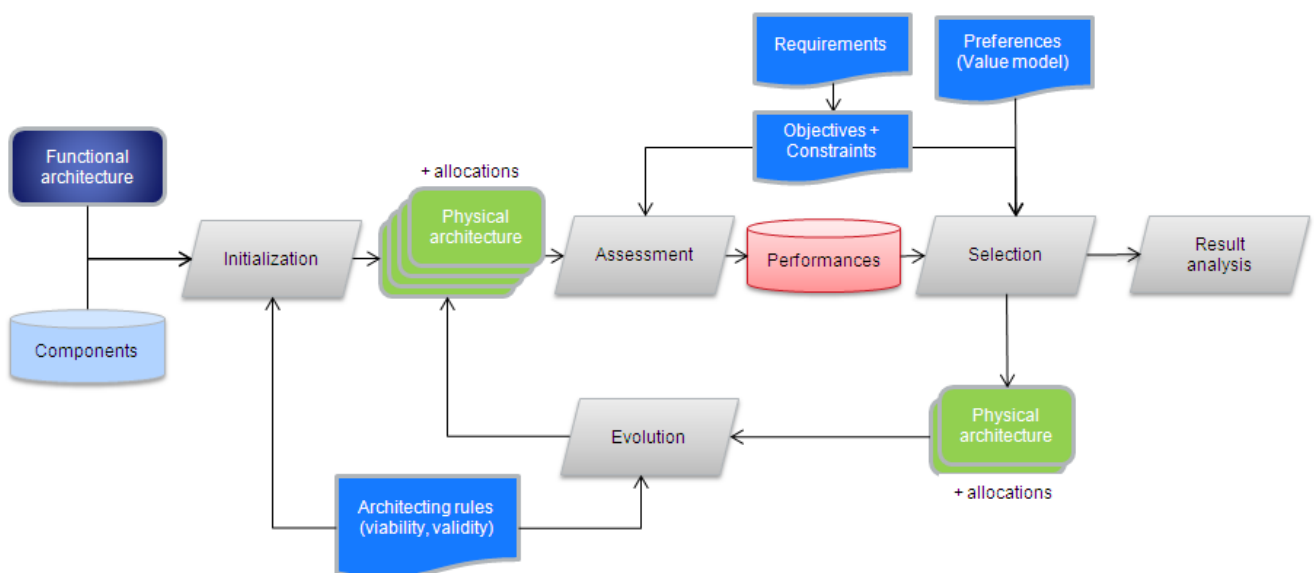 Requirements
Preferences
(Value model)
Objectives +
Constraints
Functional
architecture
+ allocations
Physical
architecture
Initialization
Assessment
Performances
Selection
Result
analysis
Components
Evolution
Physical
architecture
+ allocations
Architecting rules
(viability, validity)